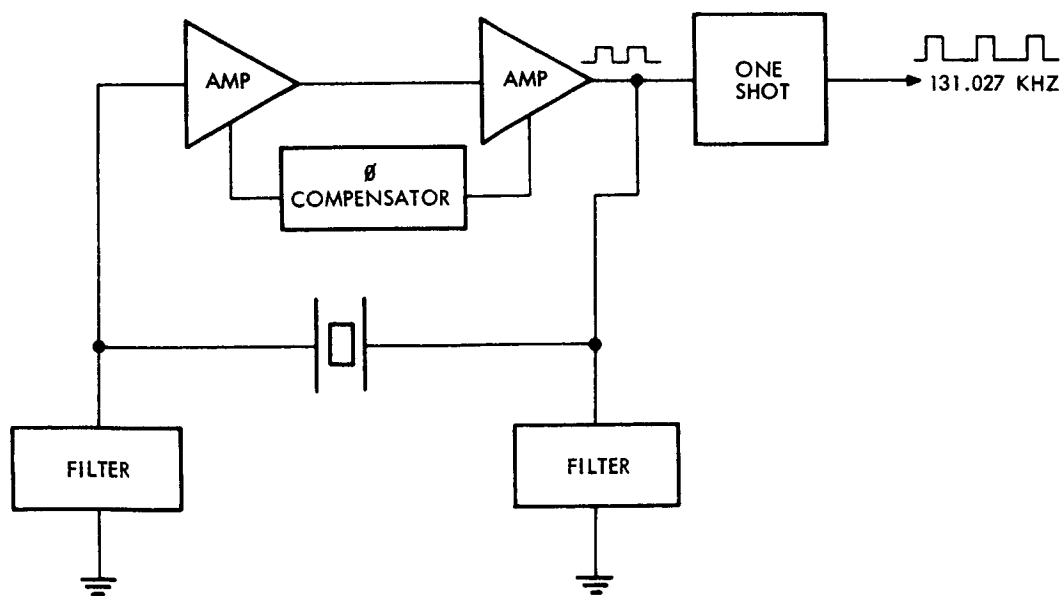 AMP
AMP
ONE
SHOT
131.027 KHZ
Ø
COMPENSATOR
FILTER
FILTER